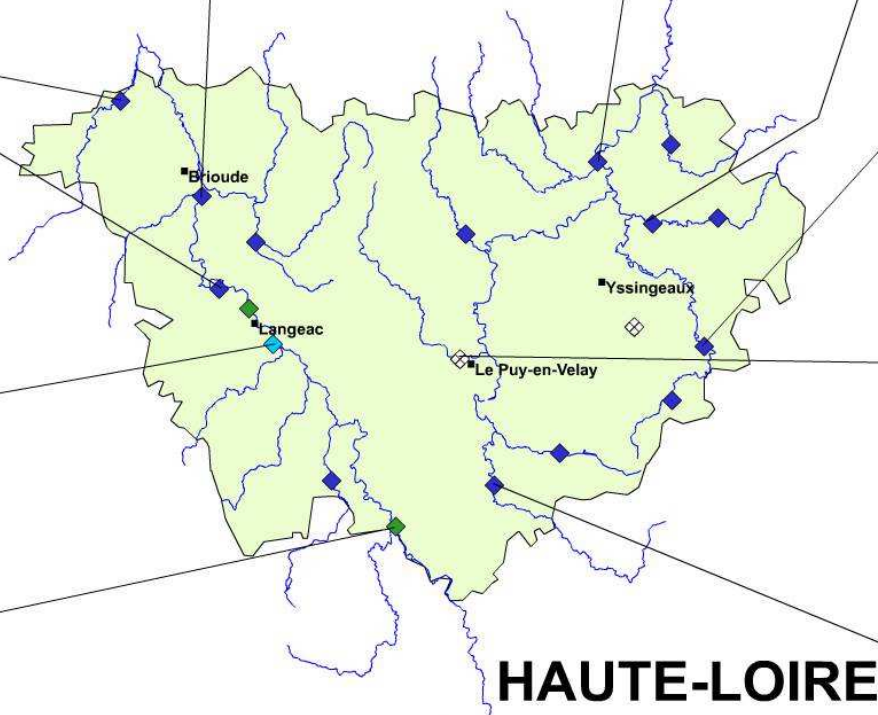 Brioude
Yssingeaux
Langeac
Le Puy-en-Velay
HAUTE-LOIRE